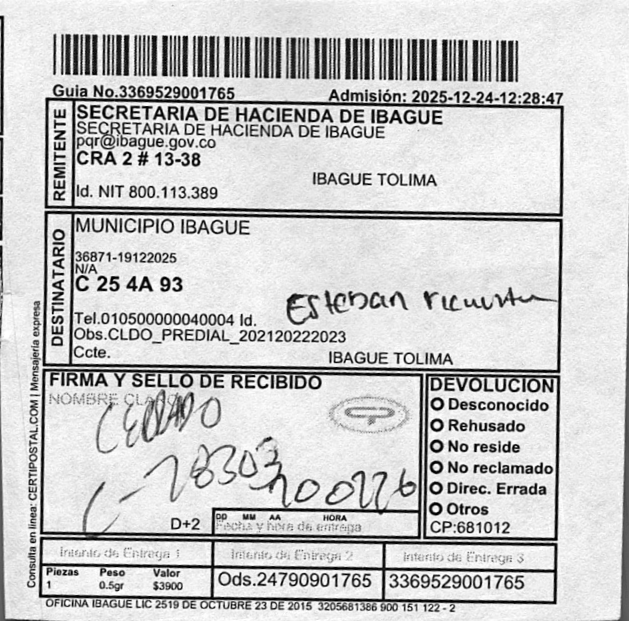 Guia No.3369529001765 Admisión: 2025-12-24-12:28:47
REMITENTE
SECRETARIA DE HACIENDA DE IBAGUE
SECRETARIA DE HACIENDA DE IBAGUE
pqr@ibague.gov.co
CRA 2 # 13-38
IBAGUE TOLIMA
Id. NIT 800.113.389
DESTINATARIO
MUNICIPIO IBAGUE
36871-19122025
N/A
C 25 4A 93
Esteban
Tel.010500000040004 Id.
Obs.CLDO_PREDIAL_202120222023
Ccte. IBAGUE TOLIMA
Consulta en linea: CERTIPOSTAL.COM | Mensajería expresa
FIRMA Y SELLO DE RECIBIDO
NOMBRE CLARO
CERRADO
D+2
DD MM AA HORA
Fecha y hora de entrega
DEVOLUCION
Desconocido
Rehusado
No reside
No reclamado
Direc. Errada
Otros
CP:681012
Intento de Entrega 1 Intento de Entrega 2 Intento de Entrega 3
Piezas Peso Valor
1 0.5gr $3900
Ods.24790901765 3369529001765
OFICINA IBAGUE LIC 2519 DE OCTUBRE 23 DE 2015 3205681386 900 151 122 - 2